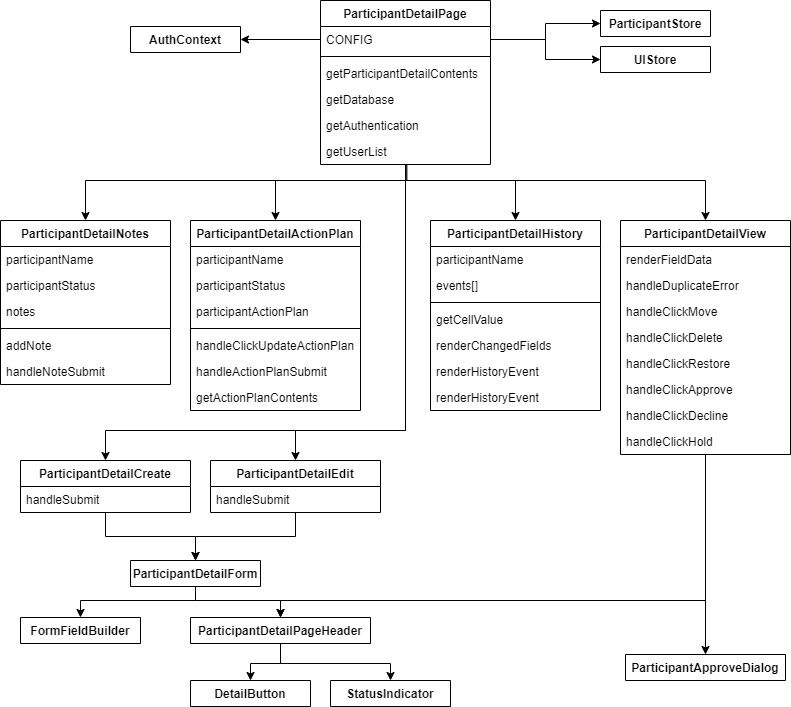 ParticipantDetailPage
CONFIG
getParticipantDetailContents
getDatabase
getAuthentication
getUserList
AuthContext
ParticipantStore
UIStore
ParticipantDetailNotes
participantName
participantStatus
notes
addNote
handleNoteSubmit
ParticipantDetailActionPlan
participantName
participantStatus
participantActionPlan
handleClickUpdateActionPlan
handleActionPlanSubmit
getActionPlanContents
ParticipantDetailHistory
participantName
events[]
getCellValue
renderChangedFields
renderHistoryEvent
renderHistoryEvent
ParticipantDetailView
renderFieldData
handleDuplicateError
handleClickMove
handleClickDelete
handleClickRestore
handleClickApprove
handleClickDecline
handleClickHold
ParticipantDetailCreate
handleSubmit
ParticipantDetailEdit
handleSubmit
ParticipantDetailForm
FormFieldBuilder
ParticipantDetailPageHeader
ParticipantApproveDialog
DetailButton
StatusIndicator